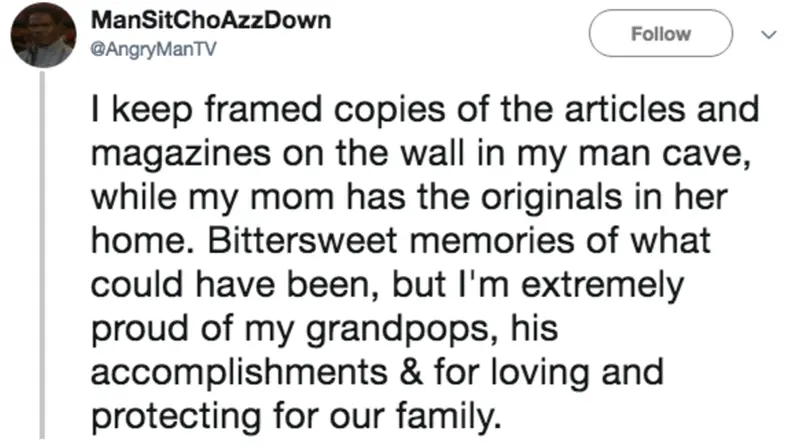 ManSitChoAzzDown
@AngryManTV
Follow
I keep framed copies of the articles and
magazines on the wall in my man cave,
while my mom has the originals in her
home. Bittersweet memories of what
could have been, but I'm extremely
proud of my grandpops, his
accomplishments & for loving and
protecting for our family.